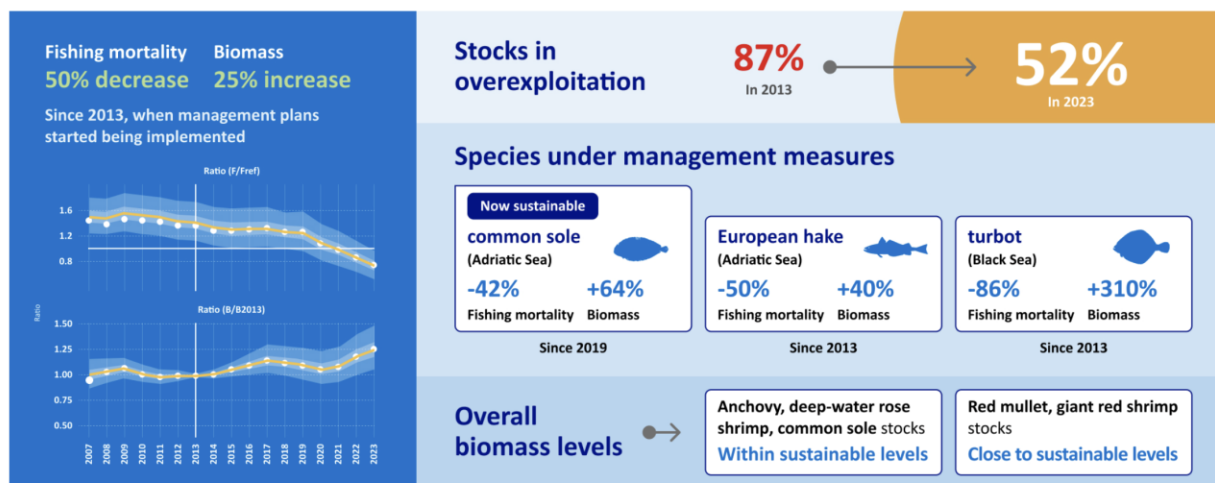 Fishing mortality
50% decrease
Biomass
25% increase
Since 2013, when management plans
started being implemented
Ratio (F/Fref)
1.6
1.2
0.8
Ratio (B/B2013)
Ratio
1.50
1.25
1.00
0.75
0.50
2007
2008
2009
2010
2011
2012
2013
2014
2015
2016
2017
2018
2019
2020
2021
2022
2023
Stocks in
overexploitation
87%
In 2013
52%
In 2023
Species under management measures
Now sustainable
common sole
(Adriatic Sea)
-42%
Fishing mortality
+64%
Biomass
Since 2019
European hake
(Adriatic Sea)
-50%
Fishing mortality
+40%
Biomass
Since 2013
turbot
(Black Sea)
-86%
Fishing mortality
+310%
Biomass
Since 2013
Overall
biomass levels
Anchovy, deep-water rose
shrimp, common sole stocks
Within sustainable levels
Red mullet, giant red shrimp
stocks
Close to sustainable levels